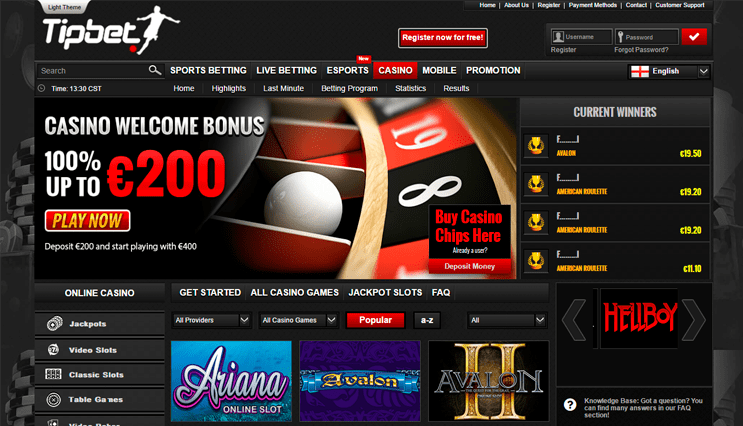 Light Theme
Home | About Us | Register | Payment Methods | Contact | Customer Support
Tipbet
Register now for free!
Username
Password
Register
Forgot Password?
Search
SPORTS BETTING
LIVE BETTING
ESPORTS
New
CASINO
MOBILE
PROMOTION
English
Time: 13:30 CST
Home
Highlights
Last Minute
Betting Program
Statistics
Results
CASINO WELCOME BONUS
100%
UP TO €200
PLAY NOW
Deposit €200 and start playing with €400
19
8
Buy Casino
Chips Here
Already a user?
Deposit Money
CURRENT WINNERS
F........l
AVALON
€19.50
F........l
AMERICAN ROULETTE
€19.20
F........l
AMERICAN ROULETTE
€19.20
F........l
AMERICAN ROULETTE
€11.10
ONLINE CASINO
Jackpots
Video Slots
Classic Slots
Table Games
Video Poker
GET STARTED
ALL CASINO GAMES
JACKPOT SLOTS
FAQ
All Providers
All Casino Games
Popular
a-z
All
Ariana
ONLINE SLOT
Avalon
AVALON
II
HELLBOY
Knowledge Base: Got a question? You
can find many answers in our FAQ
section!